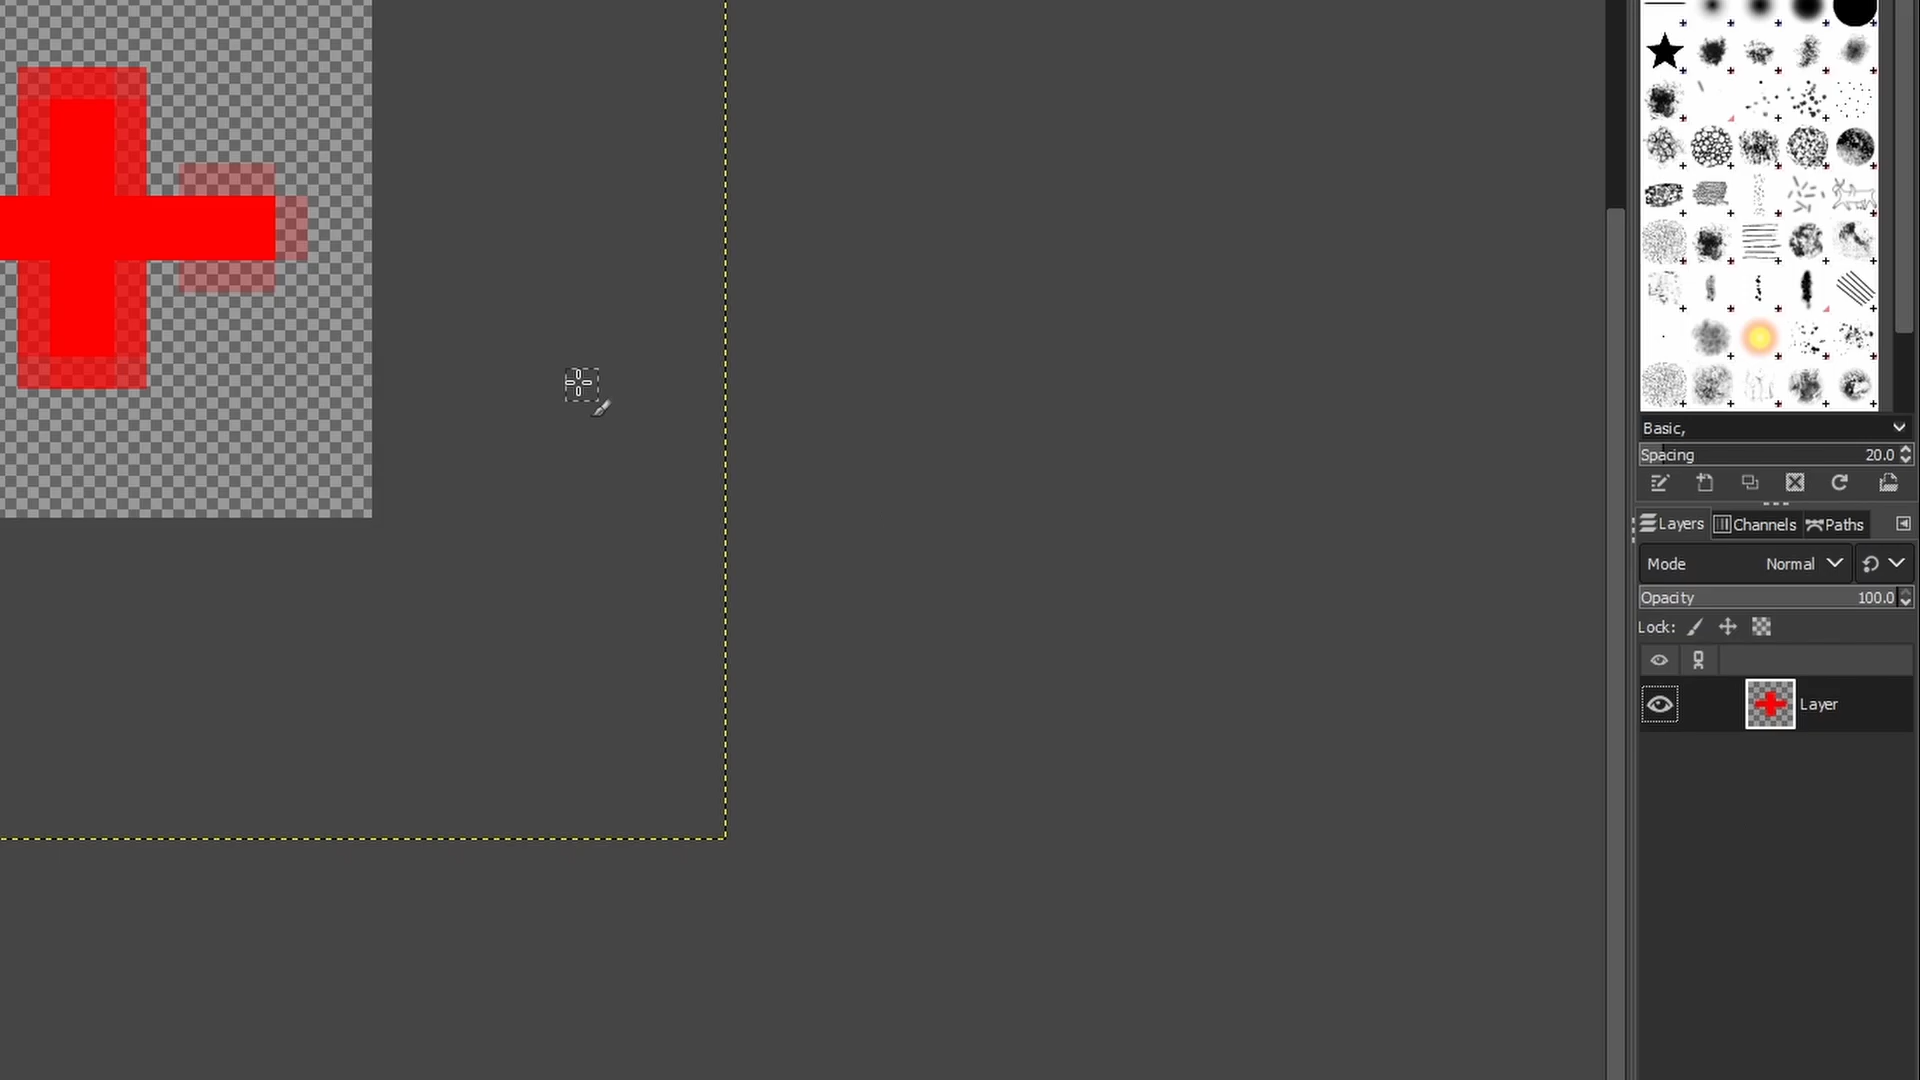 Basic,
Spacing 20.0
Layers Channels Paths
Mode Normal
Opacity 100.0
Lock:
Layer